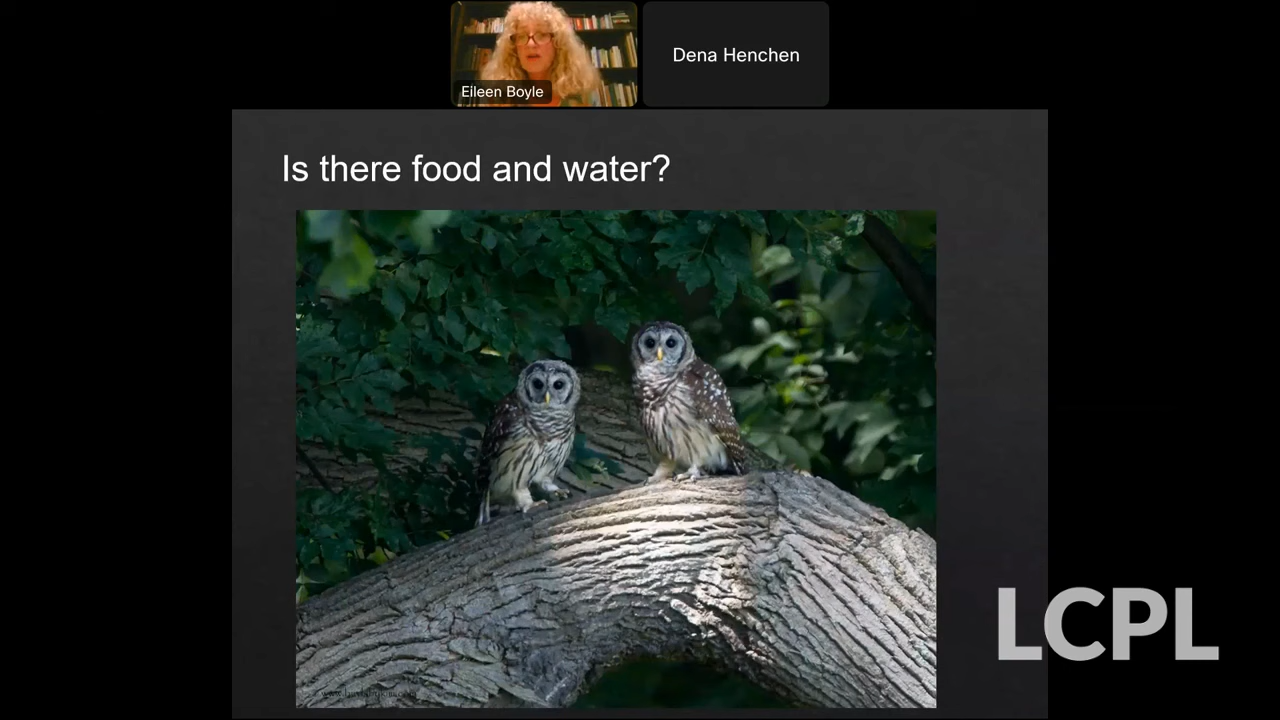 Dena Henchen
Eileen Boyle
Is there food and water?
LCPL